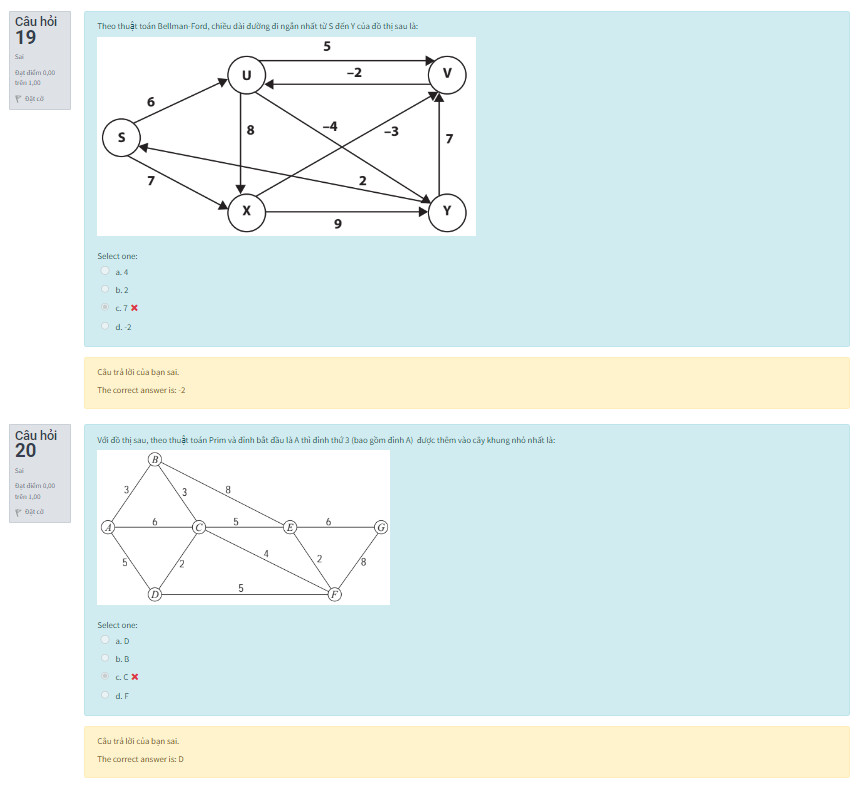 Câu hỏi
19
Sai
Đạt điểm 0,00
trên 1,00
Đặt cờ
Theo thuật toán Bellman-Ford, chiều dài đường đi ngắn nhất từ S đến Y của đồ thị sau là:
5
U
V
–2
6
8
–4
–3
7
S
7
2
X
Y
9
Select one:
a. 4
b. 2
c. 7
d. -2
Câu trả lời của bạn sai.
The correct answer is: -2
Câu hỏi
20
Sai
Đạt điểm 0,00
trên 1,00
Đặt cờ
Với đồ thị sau, theo thuật toán Prim và đỉnh bắt đầu là A thì đỉnh thứ 3 (bao gồm đỉnh A) được thêm vào cây khung nhỏ nhất là:
B
3
3
8
A
6
C
5
E
6
G
5
2
4
2
8
D
5
F
Select one:
a. D
b. B
c. C
d. F
Câu trả lời của bạn sai.
The correct answer is: D